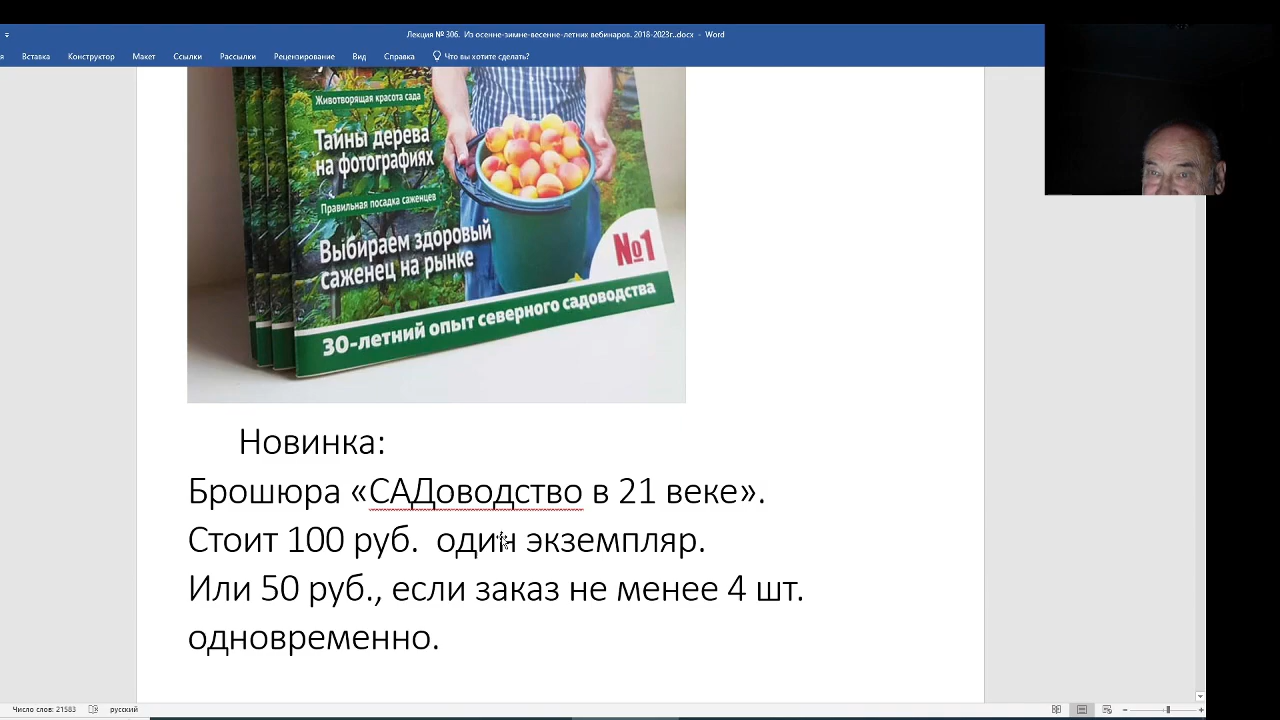 Лекция № 306. Из осенне-зимне-весенне-летних вебинаров. 2018-2023г..docx - Word
Вставка Конструктор Макет Ссылки Рассылки Рецензирование Вид Справка Что вы хотите сделать?
Животворящая красота сада
Тайны дерева
на фотографиях
Правильная посадка саженцев
Выбираем здоровый
саженец на рынке
№1
30-летний опыт северного садоводства
Новинка:
Брошюра «САДоводство в 21 веке».
Стоит 100 руб. один экземпляр.
Или 50 руб., если заказ не менее 4 шт.
одновременно.
Число слов: 21583 русский